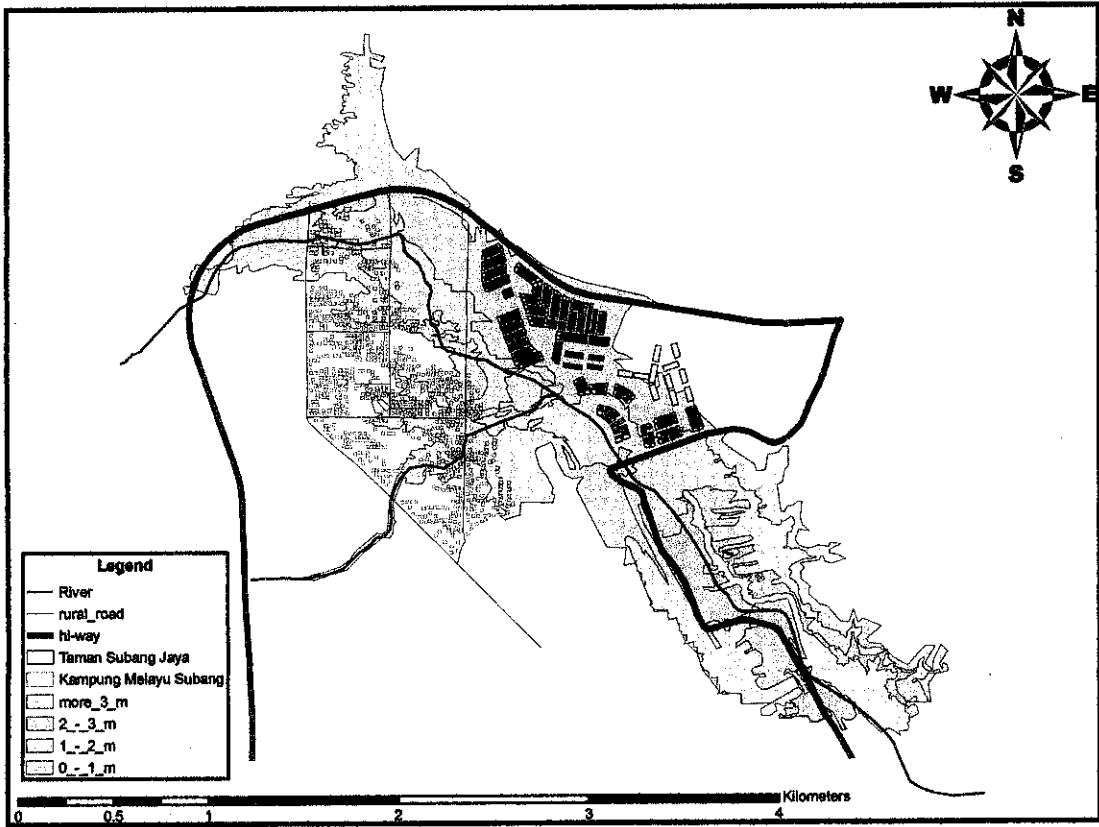 N
W E
S
Legend
River
rural_road
hi-way
Taman Subang Jaya
Kampung Melayu Subang
more_3_m
2_-_3_m
1_-_2_m
0_-_1_m
Kilometers
0 0.5 1 2 3 4